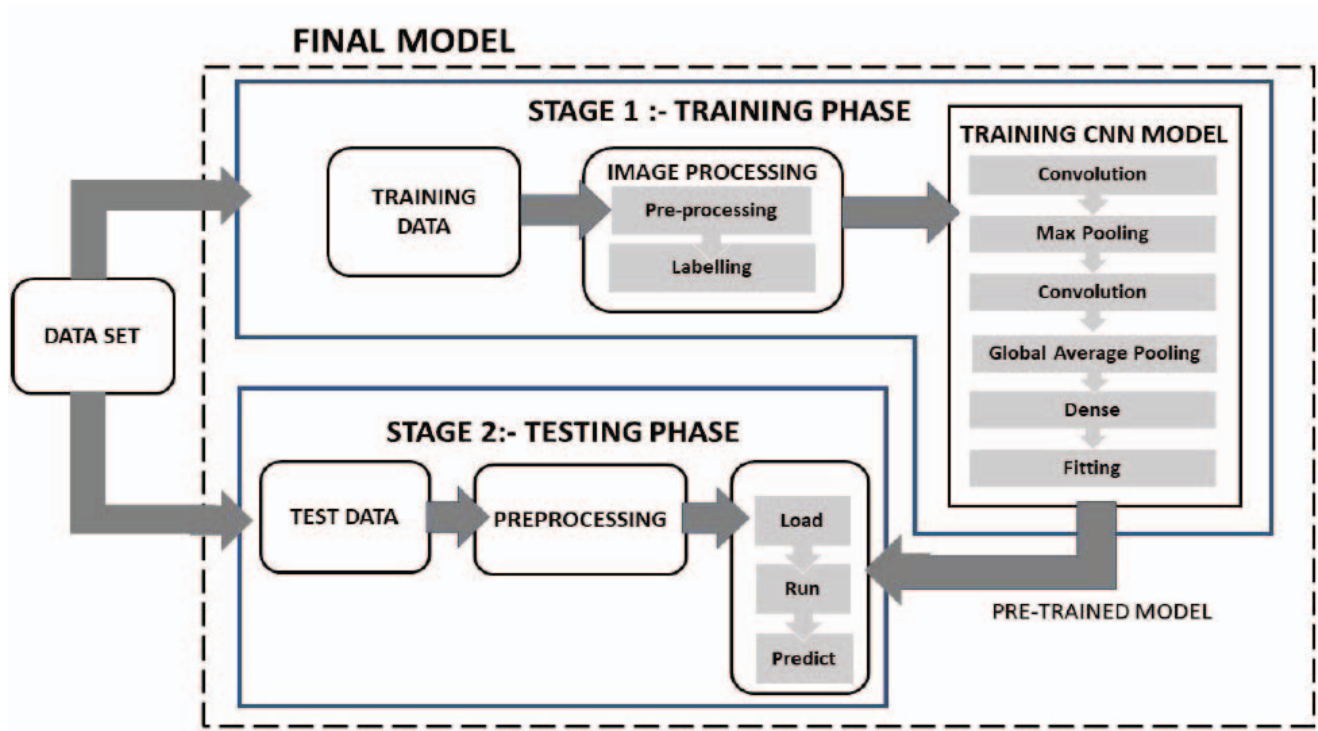 FINAL MODEL
STAGE 1 :- TRAINING PHASE
TRAINING
DATA
IMAGE PROCESSING
Pre-processing
Labelling
TRAINING CNN MODEL
Convolution
Max Pooling
Convolution
Global Average Pooling
Dense
Fitting
DATA SET
STAGE 2:- TESTING PHASE
TEST DATA
PREPROCESSING
Load
Run
Predict
PRE-TRAINED MODEL